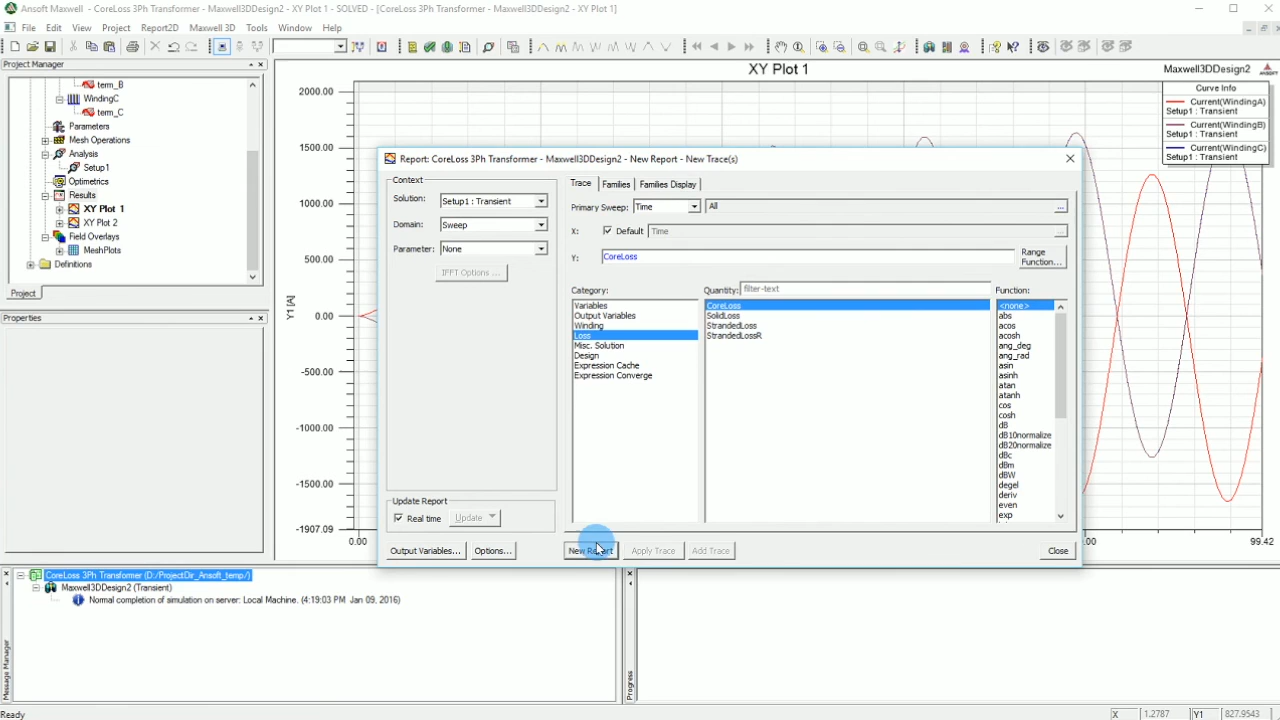 Ansoft Maxwell - CoreLoss 3Ph Transformer - Maxwell3DDesign2 - XY Plot 1 - SOLVED - [CoreLoss 3Ph Transformer - Maxwell3DDesign2 - XY Plot 1]
File Edit View Project Report2D Maxwell 3D Tools Window Help
Project Manager
term_B
WindingC
term_C
Parameters
Mesh Operations
Analysis
Setup1
Optimetrics
Results
XY Plot 1
XY Plot 2
Field Overlays
MeshPlots
Definitions
Project
Properties
XY Plot 1
Maxwell3DDesign2
ANSOFT
Curve Info
Current(WindingA)
Setup1 : Transient
Current(WindingB)
Setup1 : Transient
Current(WindingC)
Setup1 : Transient
2000.00
1500.00
1000.00
500.00
0.00
-500.00
-1000.00
-1500.00
-1907.09
Y1 [A]
0.00
99.42
Report: CoreLoss 3Ph Transformer - Maxwell3DDesign2 - New Report - New Trace(s)
Context
Solution: Setup1 : Transient
Domain: Sweep
Parameter: None
IFFT Options ...
Update Report
Real time Update
Output Variables... Options...
Trace Families Families Display
Primary Sweep: Time All ...
X: Default Time ...
Y: CoreLoss Range Function...
Category:
Variables
Output Variables
Winding
Loss
Misc. Solution
Design
Expression Cache
Expression Converge
Quantity: filter-text
CoreLoss
SolidLoss
StrandedLoss
StrandedLossR
Function:
<none>
abs
acos
acosh
ang_deg
ang_rad
asin
asinh
atan
atanh
cos
cosh
dB
dB10normalize
dB20normalize
dBc
dBm
dBW
degel
deriv
even
exp
New Report Apply Trace Add Trace Close
CoreLoss 3Ph Transformer (D:/ProjectDir_Ansoft_temp/)
Maxwell3DDesign2 (Transient)
Normal completion of simulation on server: Local Machine. (4:19:03 PM Jan 09, 2016)
Message Manager
Progress
Ready
X 1.2787 Y1 827.9543